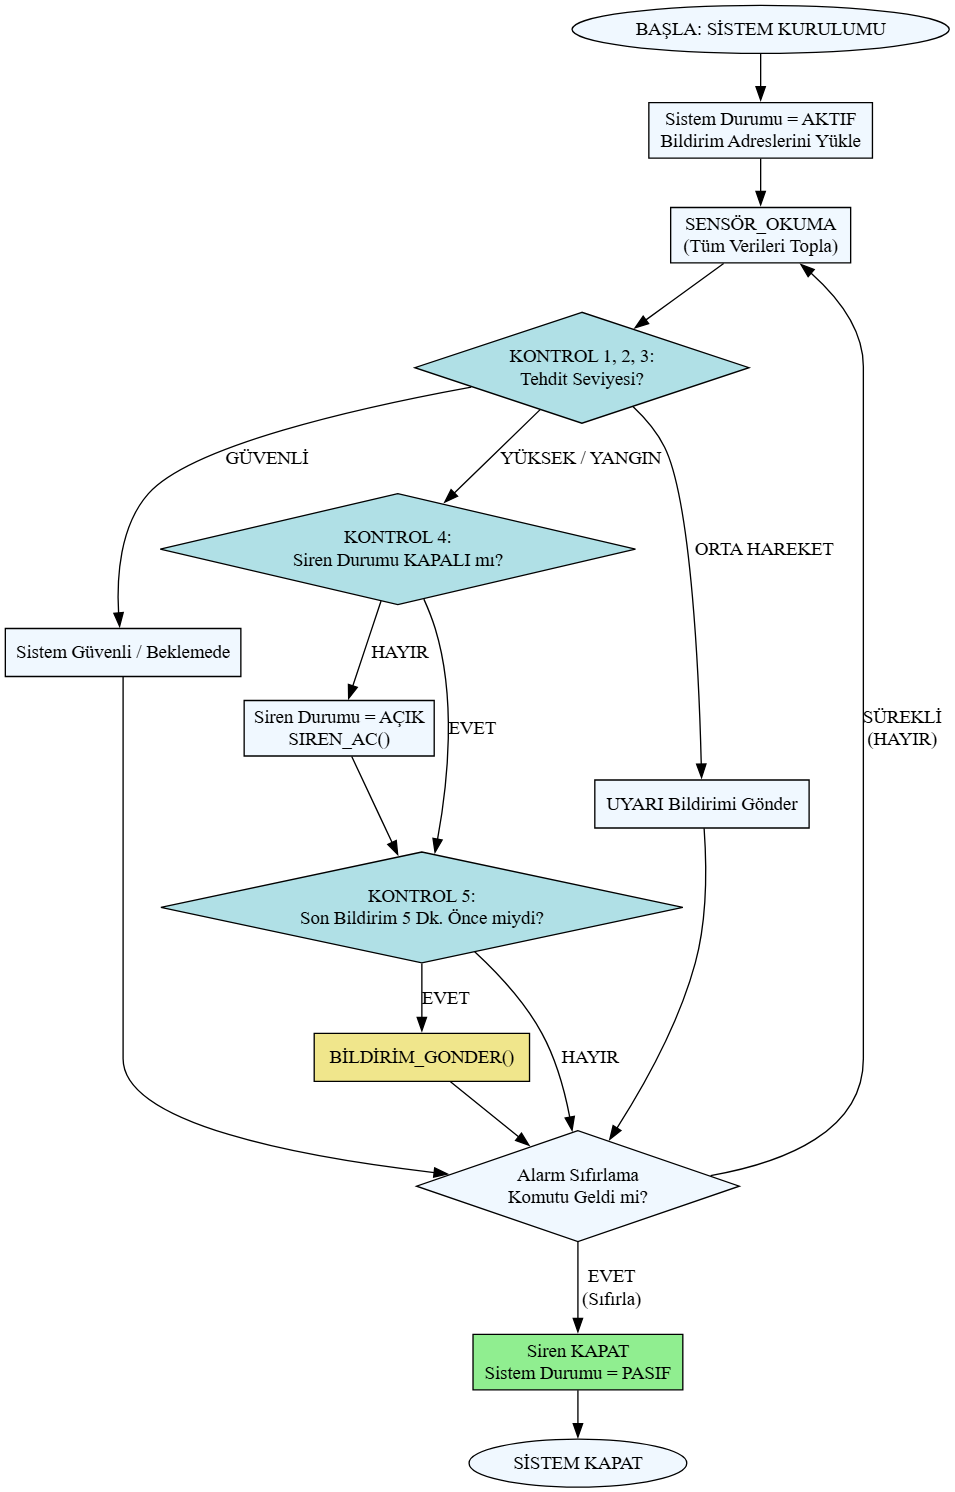 BAŞLA: SİSTEM KURULUMU
Sistem Durumu = AKTIF
Bildirim Adreslerini Yükle
SENSÖR_OKUMA
(Tüm Verileri Topla)
KONTROL 1, 2, 3:
Tehdit Seviyesi?
GÜVENLİ
YÜKSEK / YANGIN
KONTROL 4:
Siren Durumu KAPALI mı?
ORTA HAREKET
Sistem Güvenli / Beklemede
HAYIR
Siren Durumu = AÇIK
SIREN_AC()
EVET
SÜREKLİ
(HAYIR)
UYARI Bildirimi Gönder
KONTROL 5:
Son Bildirim 5 Dk. Önce miydi?
EVET
BİLDİRİM_GONDER()
HAYIR
Alarm Sıfırlama
Komutu Geldi mi?
EVET
(Sıfırla)
Siren KAPAT
Sistem Durumu = PASIF
SİSTEM KAPAT